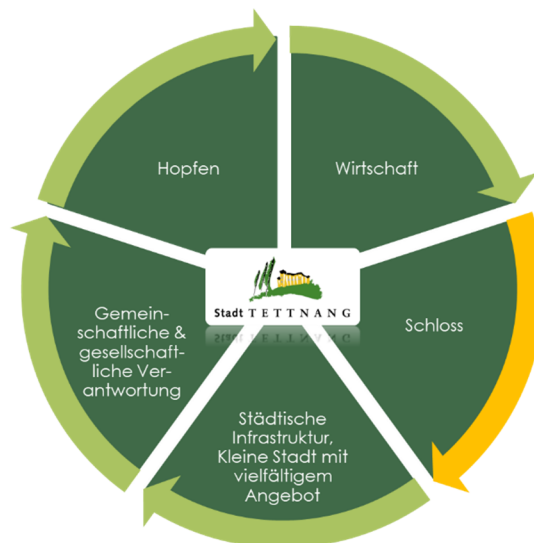 Hopfen
Wirtschaft
Stadt TETTNANG
Gemein-
schaftliche &
gesellschaft-
liche Ver-
antwortung
Schloss
Städtische
Infrastruktur,
Kleine Stadt mit
vielfältigem
Angebot